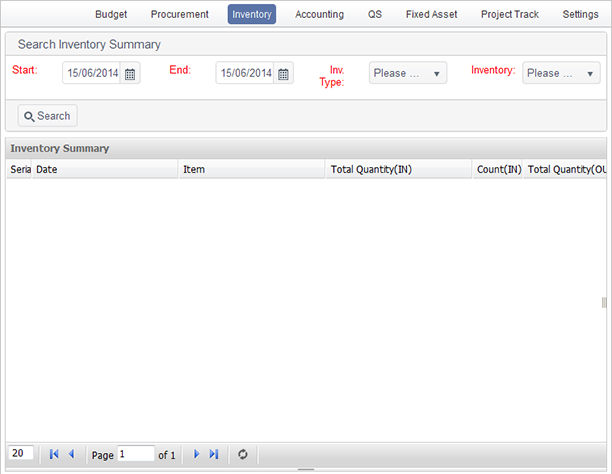 Budget Procurement Inventory Accounting QS Fixed Asset Project Track Settings
Search Inventory Summary
Start: 15/06/2014 End: 15/06/2014 Inv. Type: Please ... Inventory: Please ...
Search
Inventory Summary
Seria Date Item Total Quantity(IN) Count(IN) Total Quantity(OU
20 Page 1 of 1